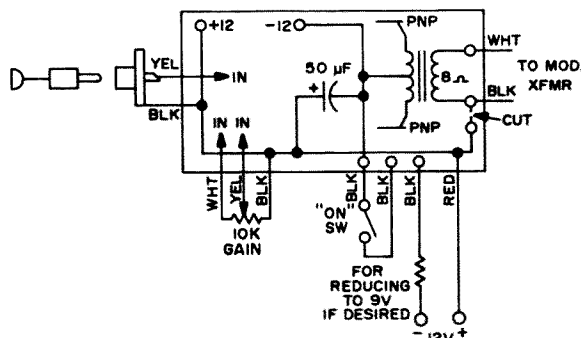 +12
-12
PNP
YEL
IN
50 µF
+
8Ω
WHT
TO MOD.
XFMR
BLK
CUT
BLK
IN IN
PNP
WHT
YEL
BLK
10K
GAIN
"ON"
SW
BLK
BLK
BLK
RED
FOR
REDUCING
TO 9V
IF DESIRED
- 12V +